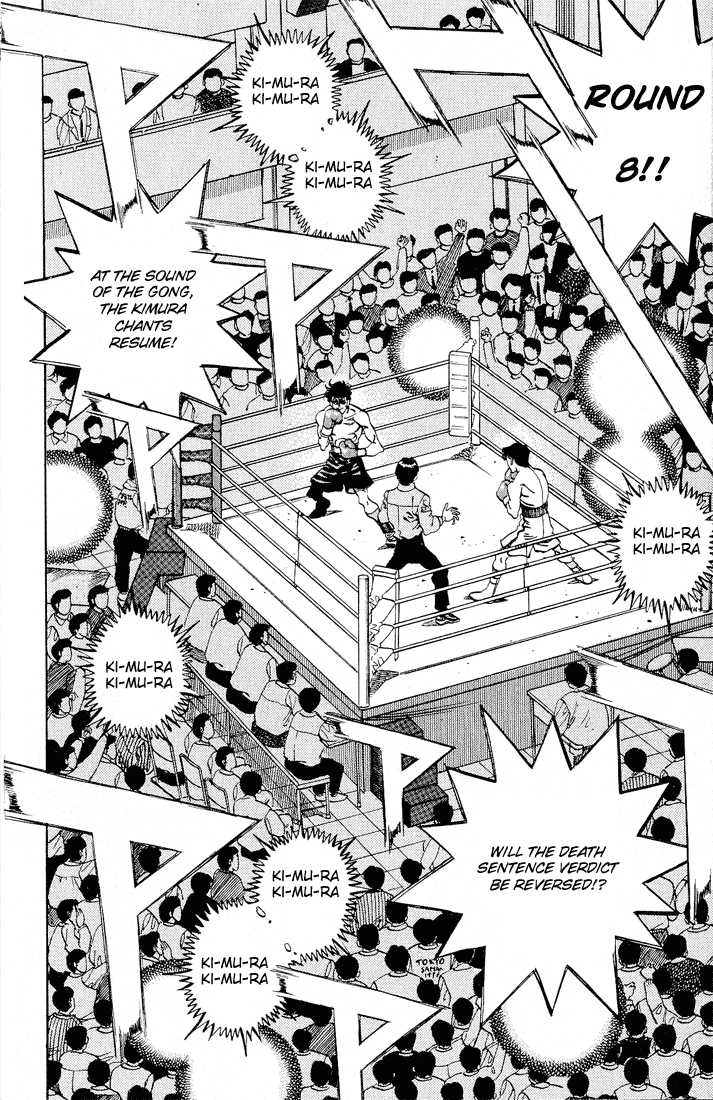 ROUND
8!!
KI-MU-RA
KI-MU-RA
KI-MU-RA
KI-MU-RA
AT THE SOUND
OF THE GONG,
THE KIMURA
CHANTS
RESUME!
KI-MU-RA
KI-MU-RA
KI-MU-RA
KI-MU-RA
WILL THE DEATH
SENTENCE VERDICT
BE REVERSED!?
KI-MU-RA
KI-MU-RA
KI-MU-RA
KI-MU-RA
TOKYO